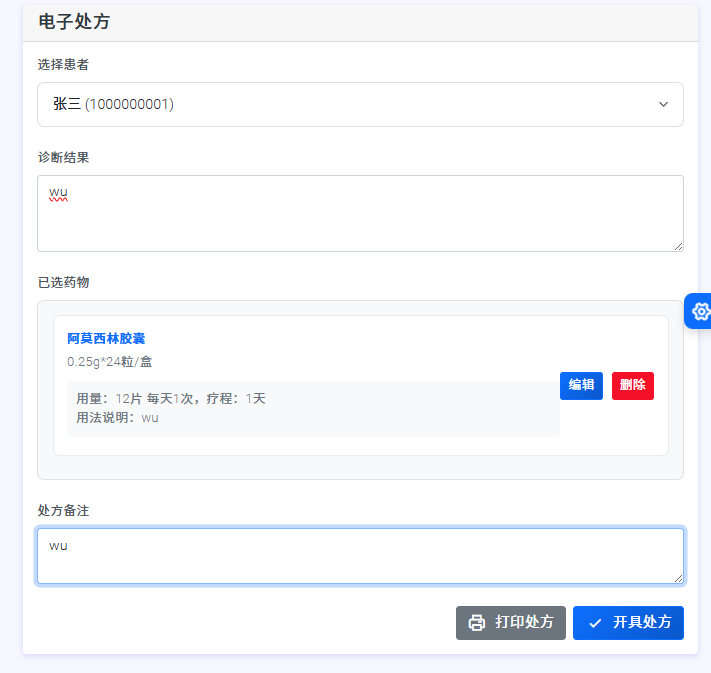 电子处方
选择患者
张三 (1000000001)
诊断结果
wu
已选药物
阿莫西林胶囊
0.25g*24粒/盒
用量：12片 每天1次，疗程：1天
用法说明：wu
编辑
删除
处方备注
wu
打印处方
开具处方